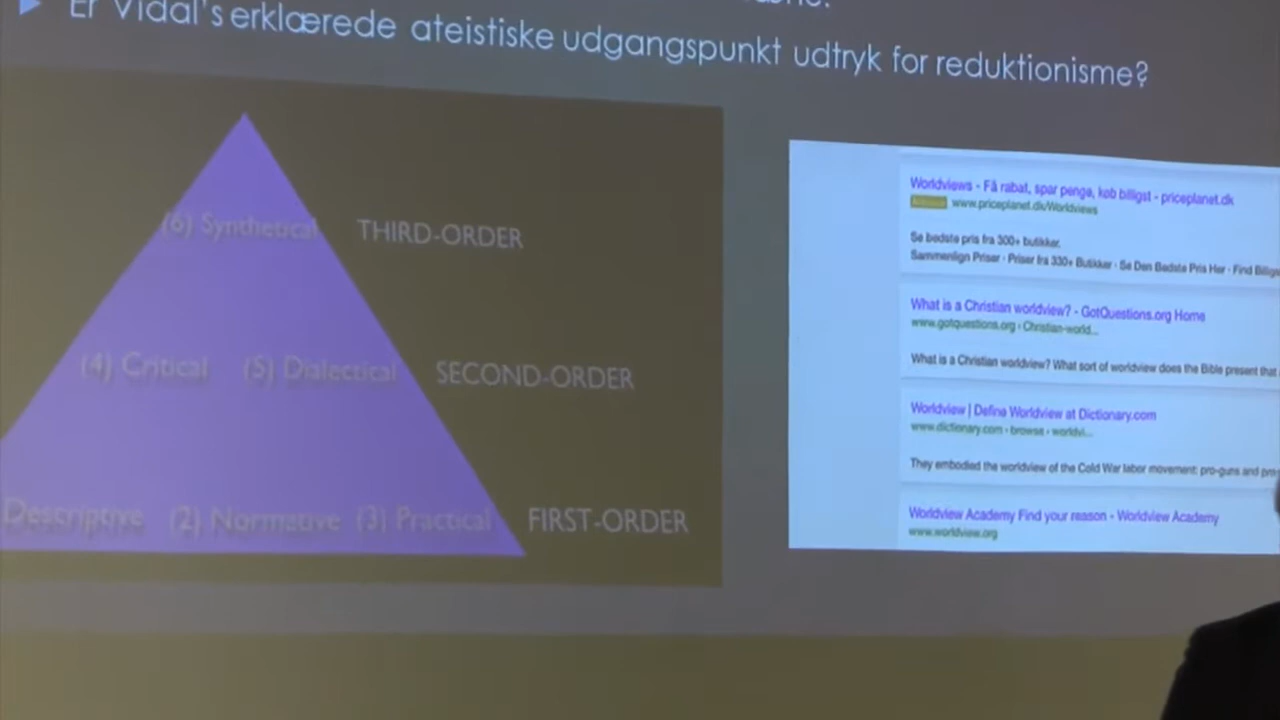 Er Vidal's erklærede ateistiske udgangspunkt udtryk for reduktionisme?
(6) Synthetical THIRD-ORDER
(4) Critical (5) Dialectical SECOND-ORDER
Descriptive (2) Normative (3) Practical FIRST-ORDER
Worldviews - Få rabat, spar penge, køb billigst - priceplanet.dk
www.priceplanet.dk/Worldviews
Se bedste pris fra 300+ butikker.
Sammenlign Priser · Priser fra 330+ Butikker · Se Den Bedste Pris Her · Find Billigs
What is a Christian worldview? - GotQuestions.org Home
www.gotquestions.org › Christian-world...
What is a Christian worldview? What sort of worldview does the Bible present that
Worldview | Define Worldview at Dictionary.com
www.dictionary.com › browse › worldvi...
They embodied the worldview of the Cold War labor movement: pro-guns and pro
Worldview Academy Find your reason - Worldview Academy
www.worldview.org